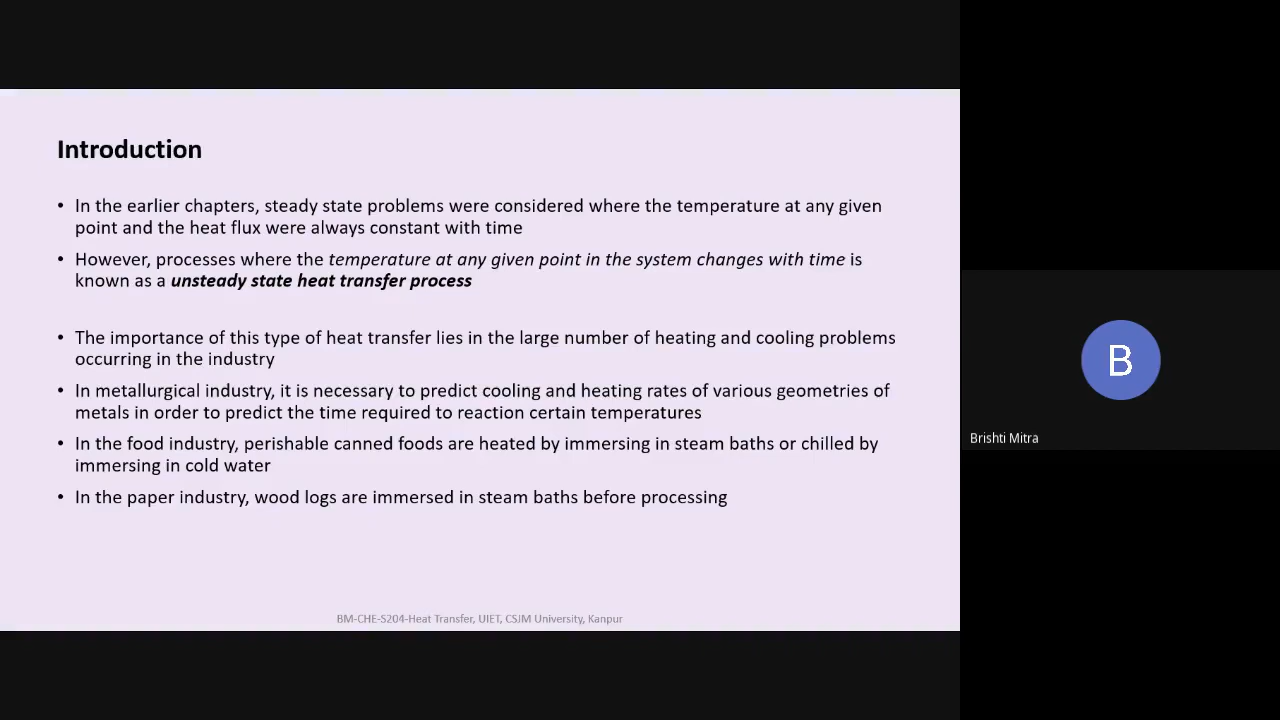 Introduction
• In the earlier chapters, steady state problems were considered where the temperature at any given
point and the heat flux were always constant with time
• However, processes where the temperature at any given point in the system changes with time is
known as a unsteady state heat transfer process
• The importance of this type of heat transfer lies in the large number of heating and cooling problems
occurring in the industry
• In metallurgical industry, it is necessary to predict cooling and heating rates of various geometries of
metals in order to predict the time required to reaction certain temperatures
• In the food industry, perishable canned foods are heated by immersing in steam baths or chilled by
immersing in cold water
• In the paper industry, wood logs are immersed in steam baths before processing
BM-CHE-S204-Heat Transfer, UIET, CSJM University, Kanpur
B
Brishti Mitra